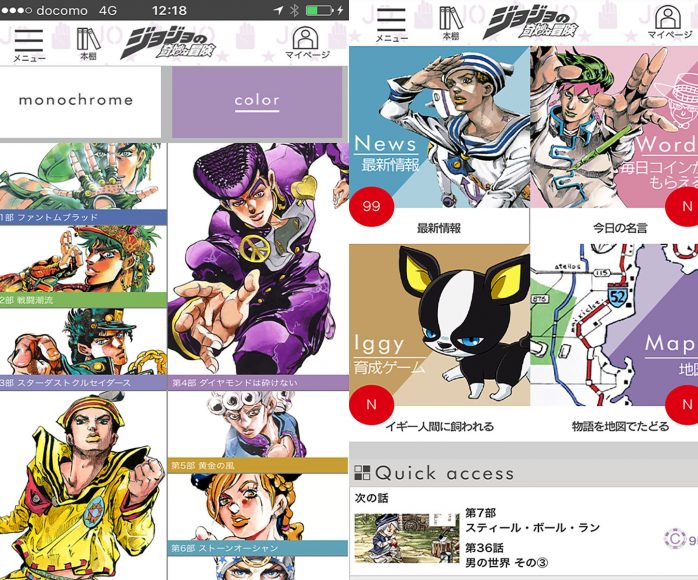 docomo 4G 12:18
メニュー
本棚
ジョジョの
奇妙な冒険
マイページ
monochrome
color
1部 ファントムブラッド
2部 戦闘潮流
3部 スターダストクルセイダース
第4部 ダイヤモンドは砕けない
第5部 黄金の風
第6部 ストーンオーシャン
メニュー
本棚
ジョジョの
奇妙な冒険
マイページ
News
最新情報
99
最新情報
Word
毎日コインが
もらえる
N
今日の名言
Iggy
育成ゲーム
N
イギー人間に飼われる
atellos
115
52
876
Map
地図
N
物語を地図でたどる
Quick access
次の話
第7部
スティール・ボール・ラン
第36話
男の世界 その③
C